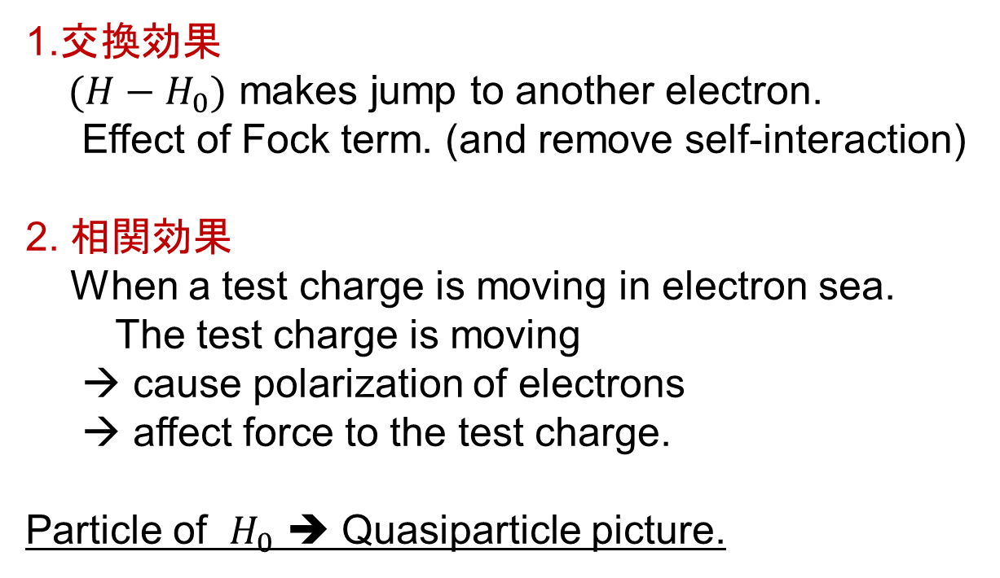 1.交換効果
(H − H₀) makes jump to another electron.
Effect of Fock term. (and remove self-interaction)
2. 相関効果
When a test charge is moving in electron sea.
The test charge is moving
→ cause polarization of electrons
→ affect force to the test charge.
Particle of H₀ ➔ Quasiparticle picture.